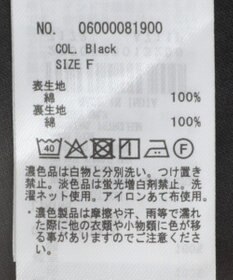 NO. 06000081900
COL. Black
SIZE F
表生地
綿 100%
裏生地
綿 100%
40 F
濃色品は白物と分別洗い。つけ置き
禁止。淡色品は蛍光増白剤禁止。洗
濯ネット使用。アイロンあて布使用。
・濃色製品は摩擦や汗、雨等で濡れ
た際に他の衣類や小物類に色が移
る事がありますのでご注意くださ
い。